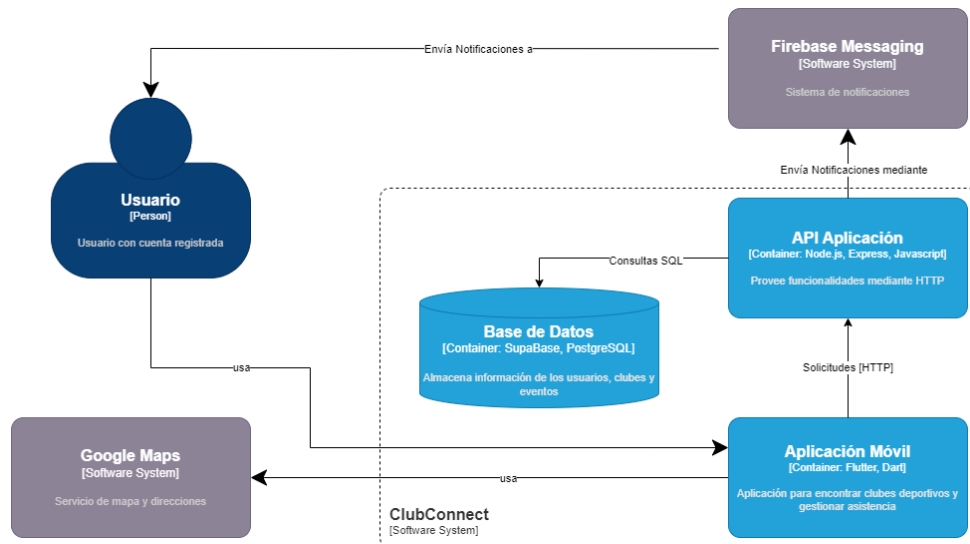 Firebase Messaging
[Software System]
Sistema de notificaciones
Envía Notificaciones a
Usuario
[Person]
Usuario con cuenta registrada
Envía Notificaciones mediante
API Aplicación
[Container: Node.js, Express, Javascript]
Provee funcionalidades mediante HTTP
Consultas SQL
Base de Datos
[Container: SupaBase, PostgreSQL]
Almacena información de los usuarios, clubes y
eventos
Solicitudes [HTTP]
usa
Google Maps
[Software System]
Servicio de mapa y direcciones
usa
Aplicación Móvil
[Container: Flutter, Dart]
Aplicación para encontrar clubes deportivos y
gestionar asistencia
ClubConnect
[Software System]